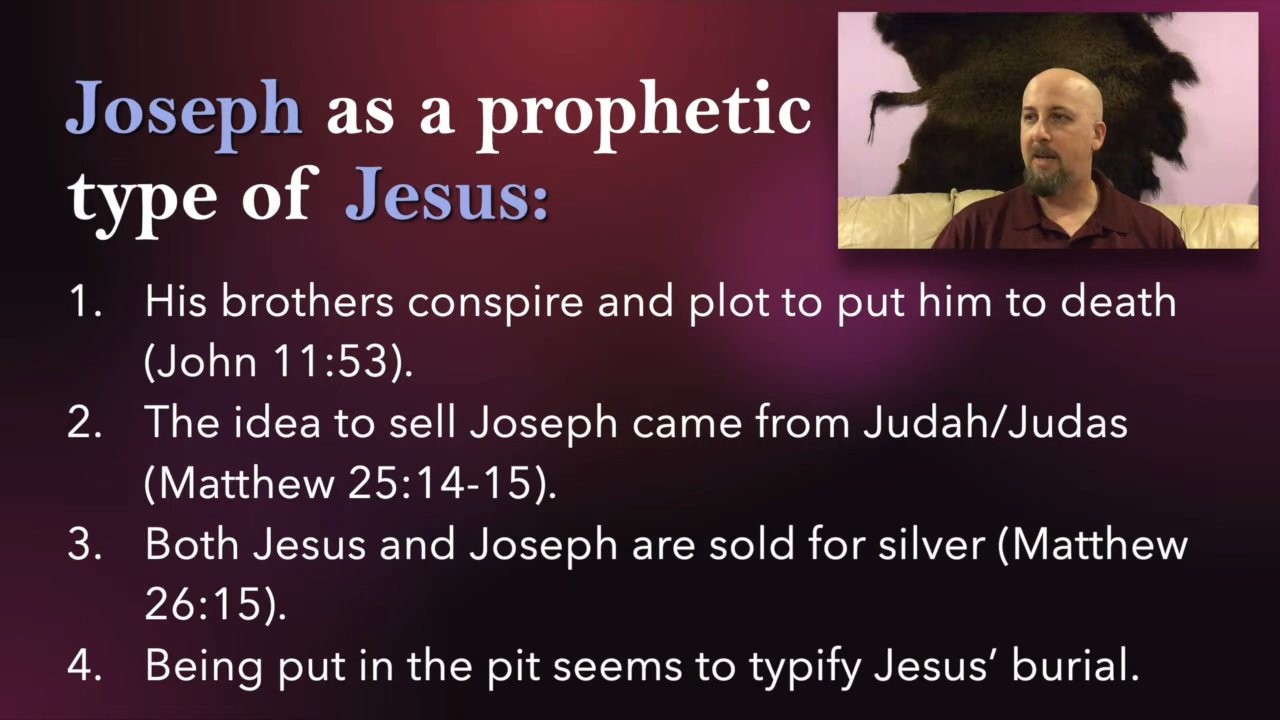 Joseph as a prophetic
type of Jesus:
1. His brothers conspire and plot to put him to death
(John 11:53).
2. The idea to sell Joseph came from Judah/Judas
(Matthew 25:14-15).
3. Both Jesus and Joseph are sold for silver (Matthew
26:15).
4. Being put in the pit seems to typify Jesus’ burial.